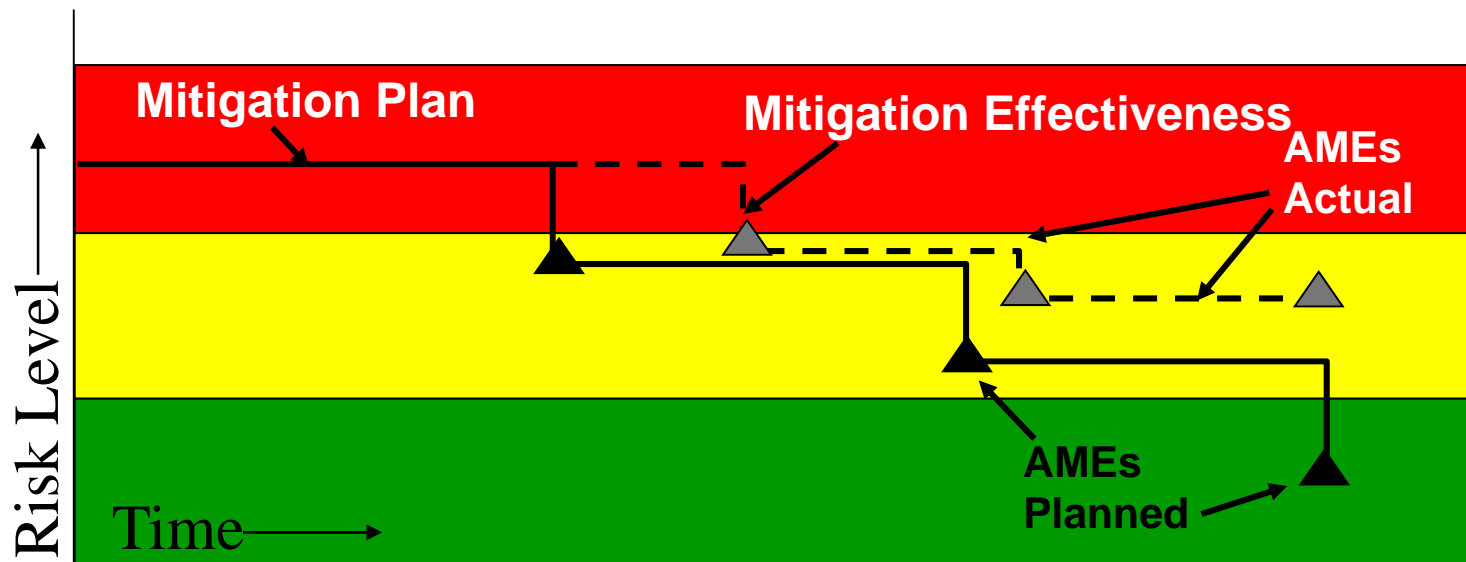 Mitigation Plan
Mitigation Effectiveness
AMEs
Actual
AMEs
Planned
Risk Level
Time